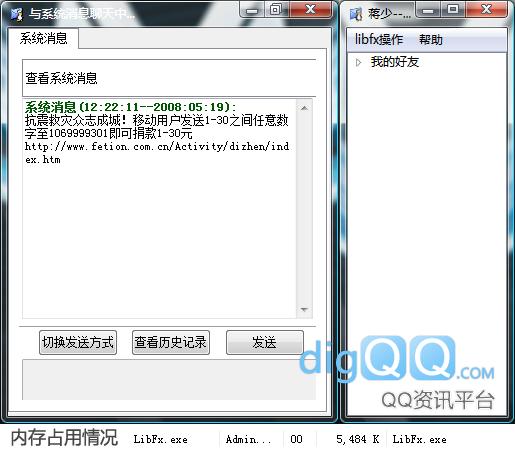 与系统消息聊天中...
系统消息
查看系统消息
系统消息(12:22:11--2008:05:19):
抗震救灾众志成城！移动用户发送1-30之间任意数
字至1069999301即可捐款1-30元
http://www.fetion.com.cn/Activity/dizhen/ind
ex.htm
切换发送方式 查看历史记录 发送
蒋少--...
libfx操作 帮助
我的好友
digQQ.COM
QQ资讯平台
内存占用情况 LibFx.exe Admin... 00 5,484 K LibFx.exe